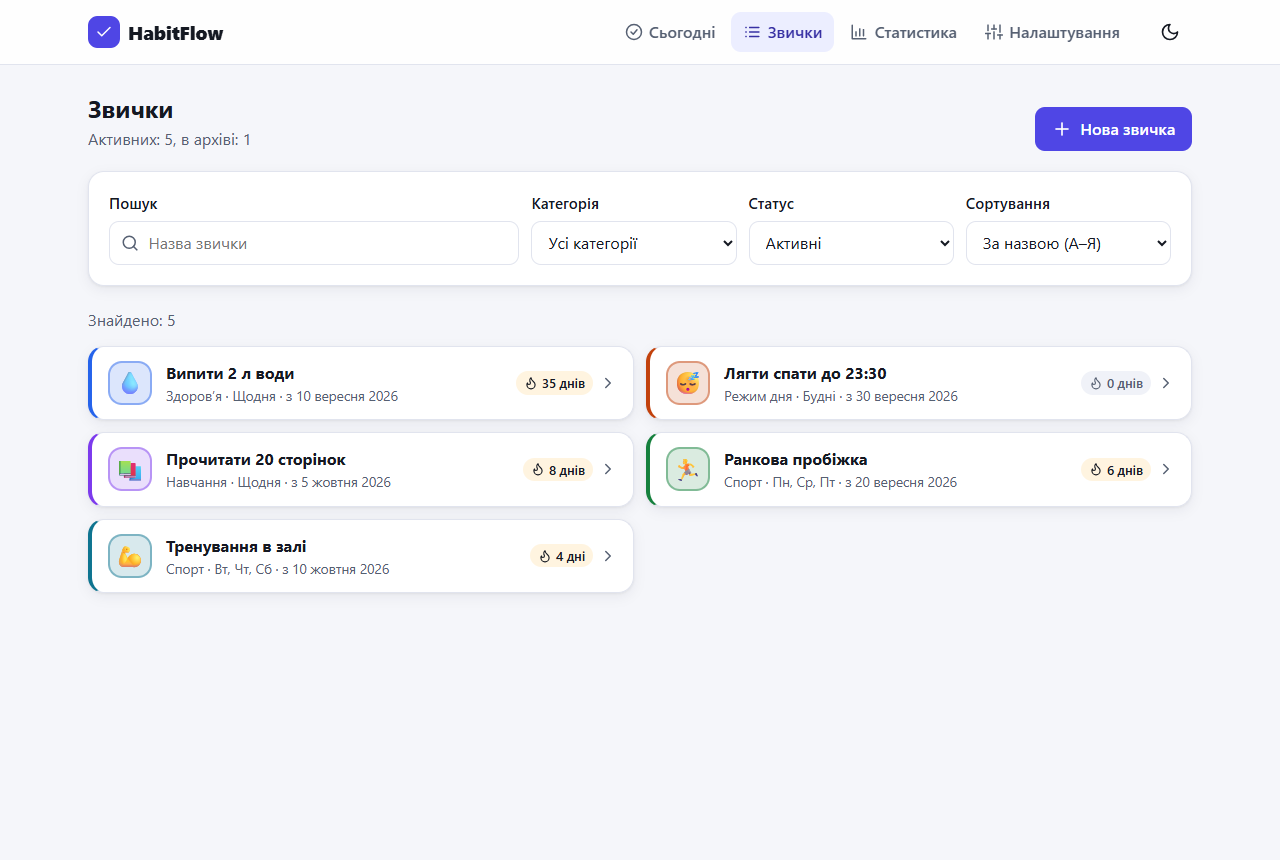 HabitFlow
Сьогодні
Звички
Статистика
Налаштування
Звички
Активних: 5, в архіві: 1
Нова звичка
Пошук
Категорія
Статус
Сортування
Назва звички
Усі категорії
Активні
За назвою (А–Я)
Знайдено: 5
Випити 2 л води
Здоров’я · Щодня · з 10 вересня 2026
35 днів
Лягти спати до 23:30
Режим дня · Будні · з 30 вересня 2026
0 днів
Прочитати 20 сторінок
Навчання · Щодня · з 5 жовтня 2026
8 днів
Ранкова пробіжка
Спорт · Пн, Ср, Пт · з 20 вересня 2026
6 днів
Тренування в залі
Спорт · Вт, Чт, Сб · з 10 жовтня 2026
4 дні